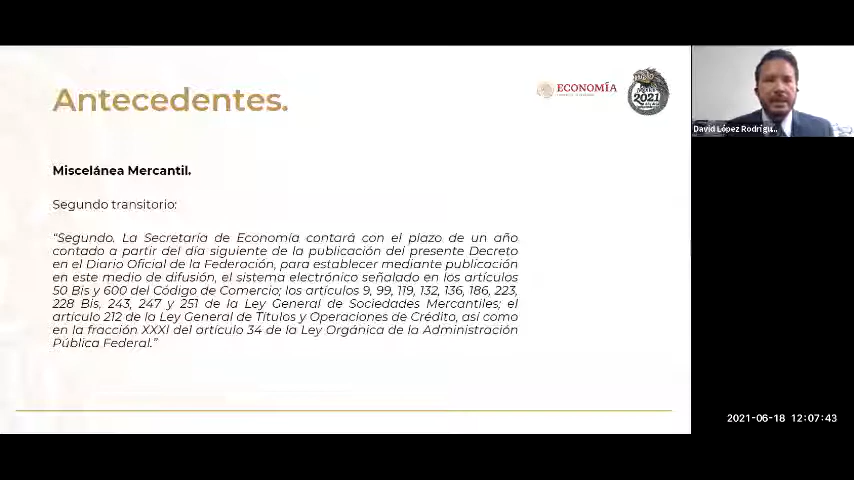 Antecedentes.
ECONOMÍA
2021
David López Rodrígu...
Miscelánea Mercantil.
Segundo transitorio:
“Segundo. La Secretaría de Economía contará con el plazo de un año
contado a partir del día siguiente de la publicación del presente Decreto
en el Diario Oficial de la Federación, para establecer mediante publicación
en este medio de difusión, el sistema electrónico señalado en los artículos
50 Bis y 600 del Código de Comercio; los artículos 9, 99, 119, 132, 136, 186, 223,
228 Bis, 243, 247 y 251 de la Ley General de Sociedades Mercantiles; el
artículo 212 de la Ley General de Títulos y Operaciones de Crédito, así como
en la fracción XXXI del artículo 34 de la Ley Orgánica de la Administración
Pública Federal.”
2021-06-18 12:07:43